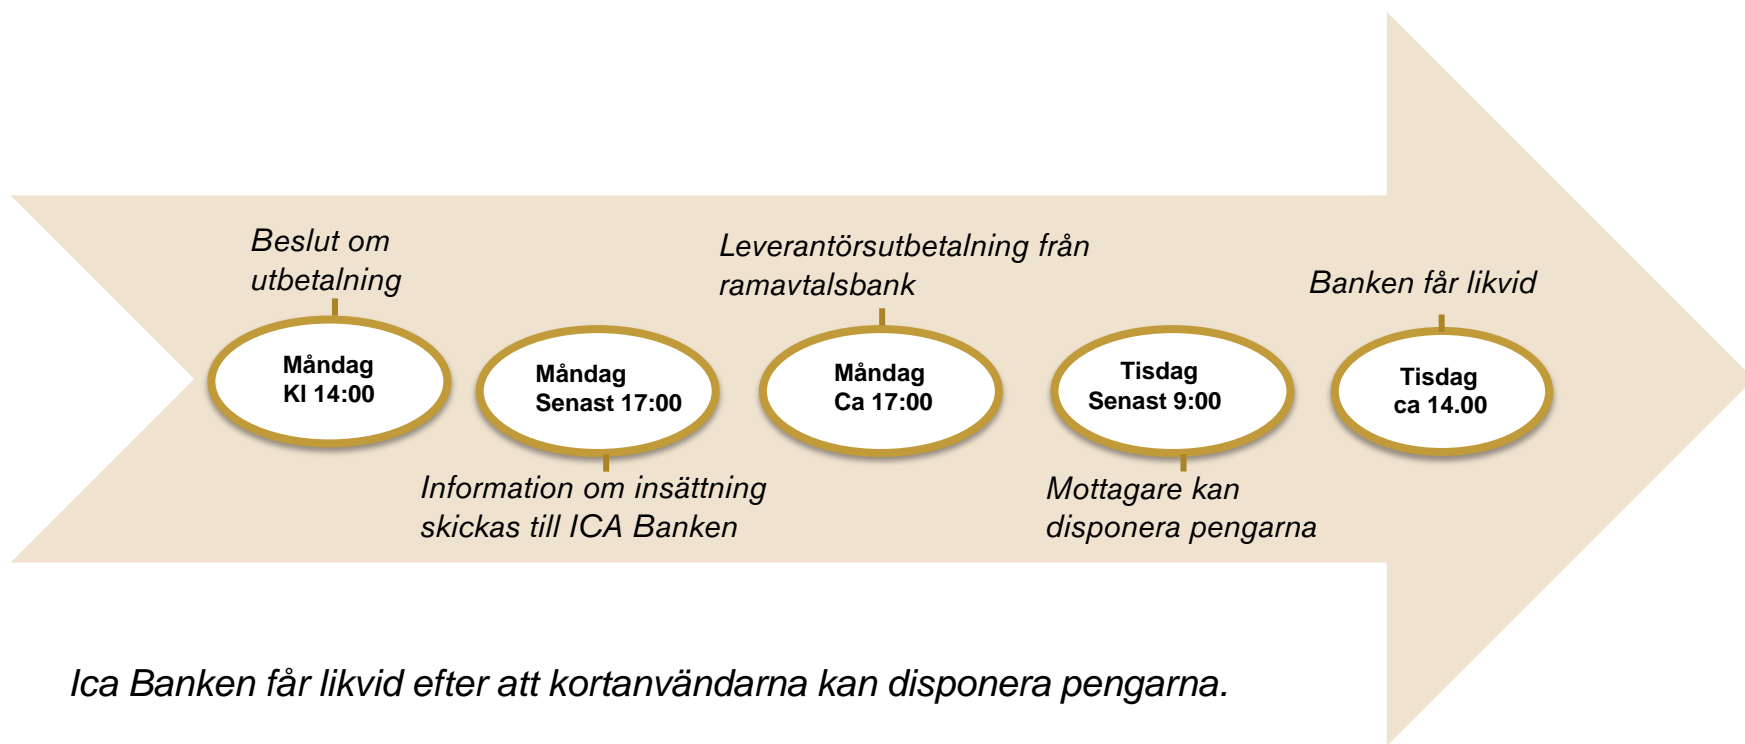 Beslut om
utbetalning
Måndag
Kl 14:00
Måndag
Senast 17:00
Information om insättning
skickas till ICA Banken
Leverantörsutbetalning från
ramavtalsbank
Måndag
Ca 17:00
Tisdag
Senast 9:00
Mottagare kan
disponera pengarna
Banken får likvid
Tisdag
ca 14.00
Ica Banken får likvid efter att kortanvändarna kan disponera pengarna.